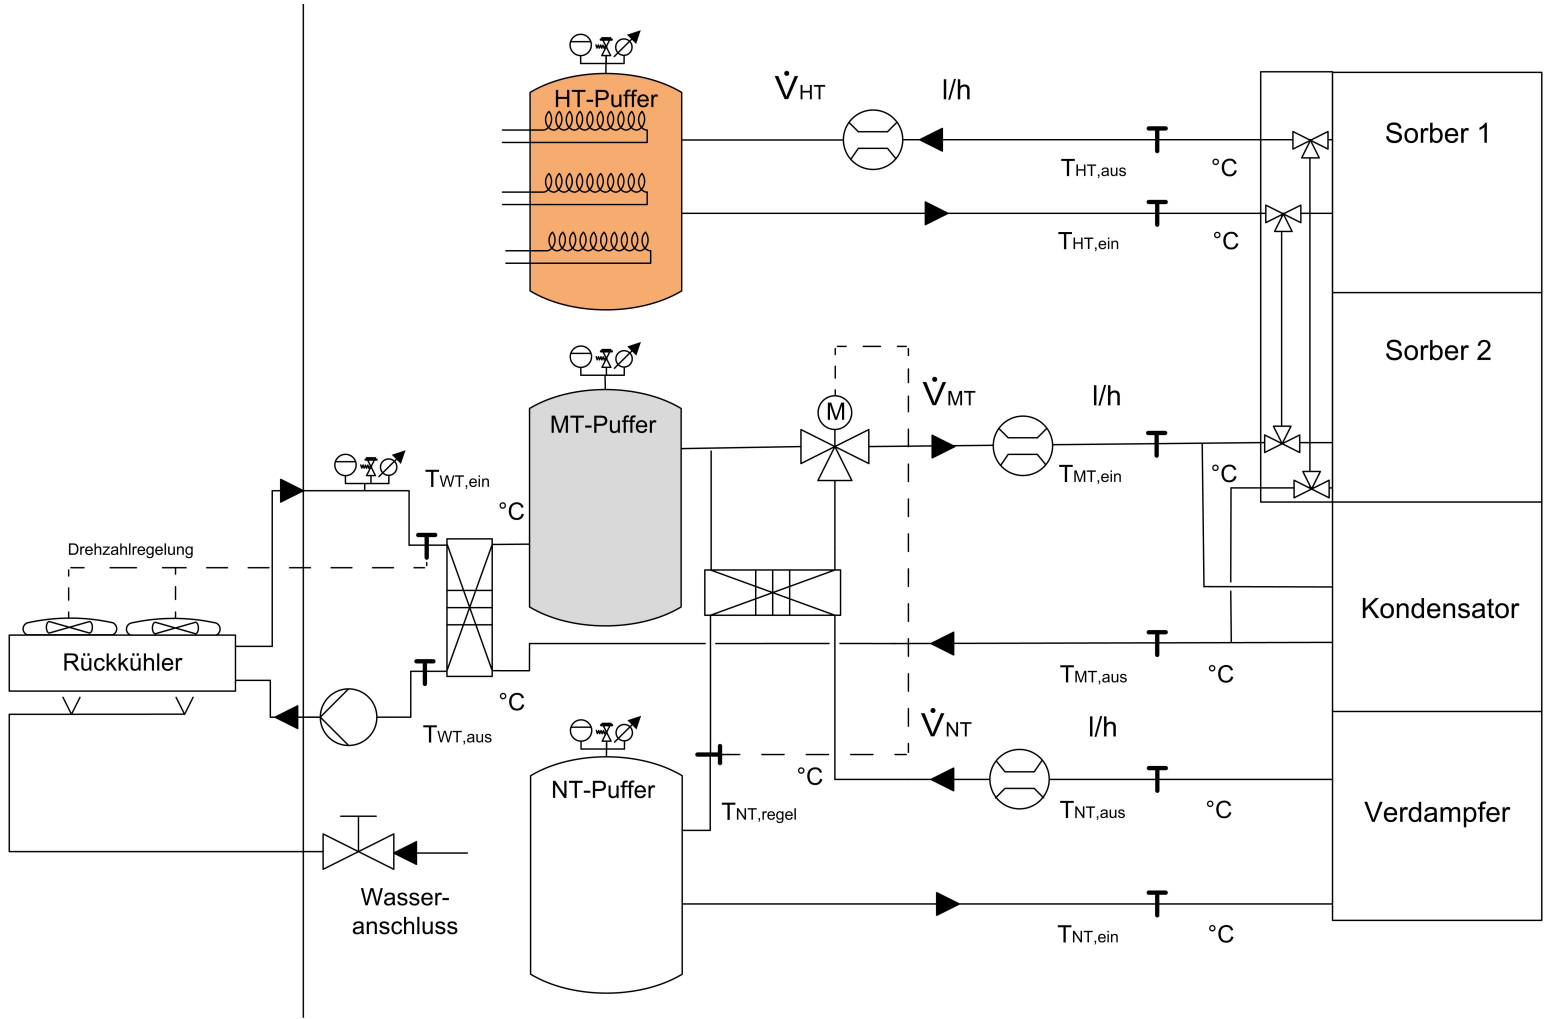 HT-Puffer
V̇HT
l/h
Sorber 1
THT,aus
°C
THT,ein
°C
Sorber 2
MT-Puffer
M
V̇MT
l/h
TMT,ein
°C
TWT,ein
°C
Drehzahlregelung
Rückkühler
Kondensator
TMT,aus
°C
°C
TWT,aus
V̇NT
l/h
NT-Puffer
°C
TNT,regel
TNT,aus
°C
Verdampfer
Wasser-
anschluss
TNT,ein
°C